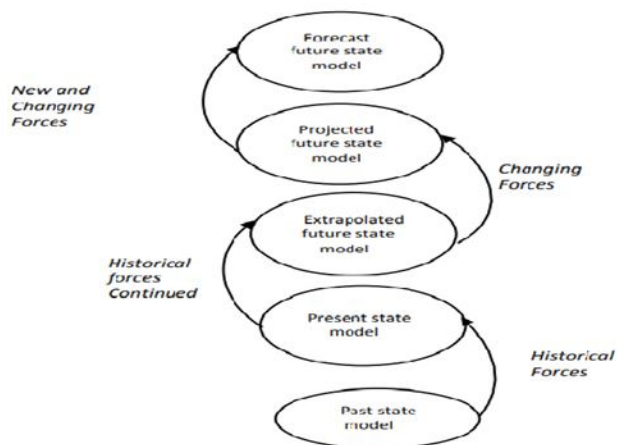 Forecast
future state
model
New and
Changing
Forces
Projected
future state
model
Changing
Forces
Extrapolated
future state
model
Historical
forces
Continued
Present state
model
Historical
Forces
Past state
model